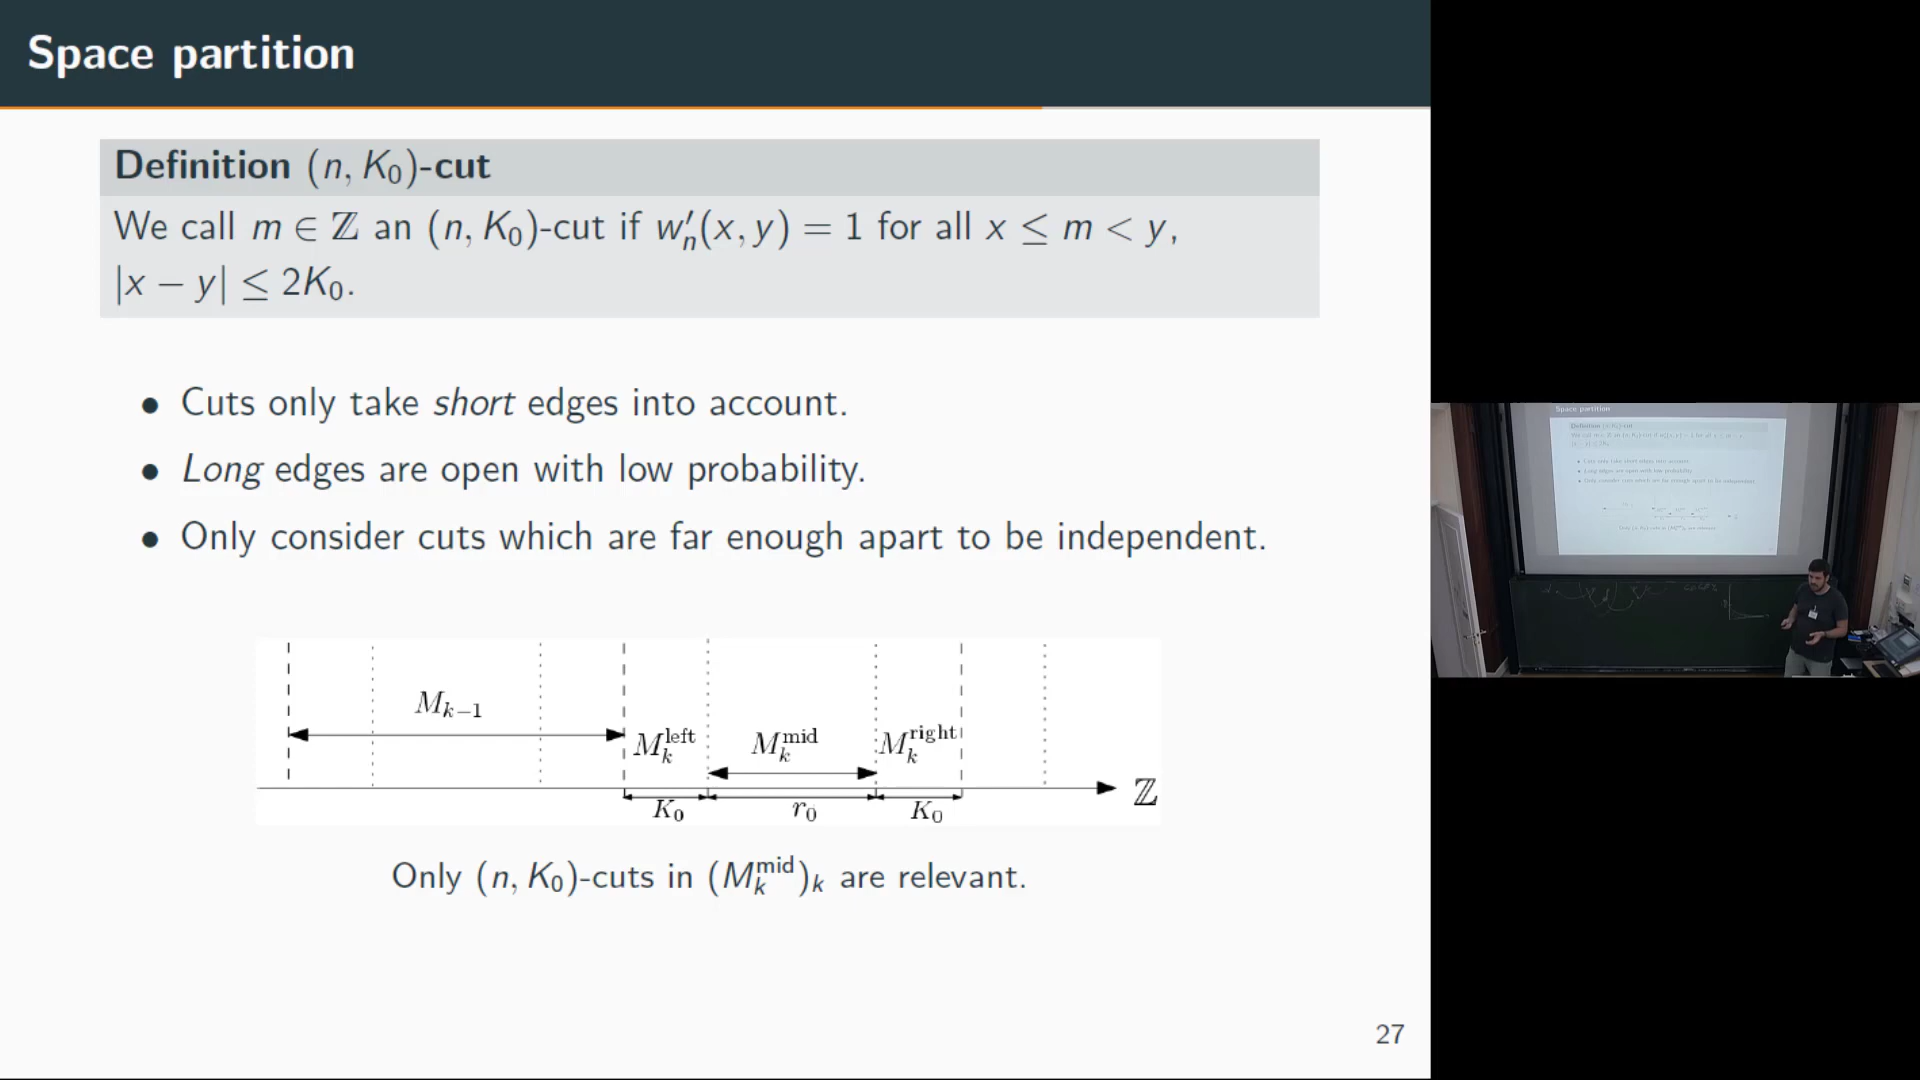 Space partition
Definition (n, K₀)-cut
We call m ∈ ℤ an (n, K₀)-cut if w′ₙ(x, y) = 1 for all x ≤ m < y,
|x − y| ≤ 2K₀.
• Cuts only take short edges into account.
• Long edges are open with low probability.
• Only consider cuts which are far enough apart to be independent.
M_{k−1}
M_k^{left} M_k^{mid} M_k^{right}
K₀ r₀ K₀ ℤ
Only (n, K₀)-cuts in (M_k^{mid})_k are relevant.
27
Space partition